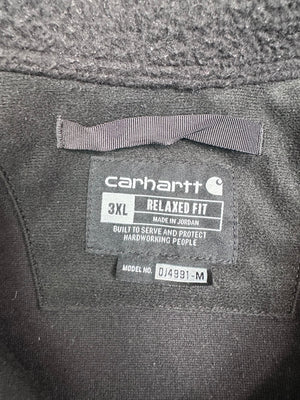 carhartt
3XL RELAXED FIT
MADE IN JORDAN
BUILT TO SERVE AND PROTECT
HARDWORKING PEOPLE
MODEL NO. OJ4991-M